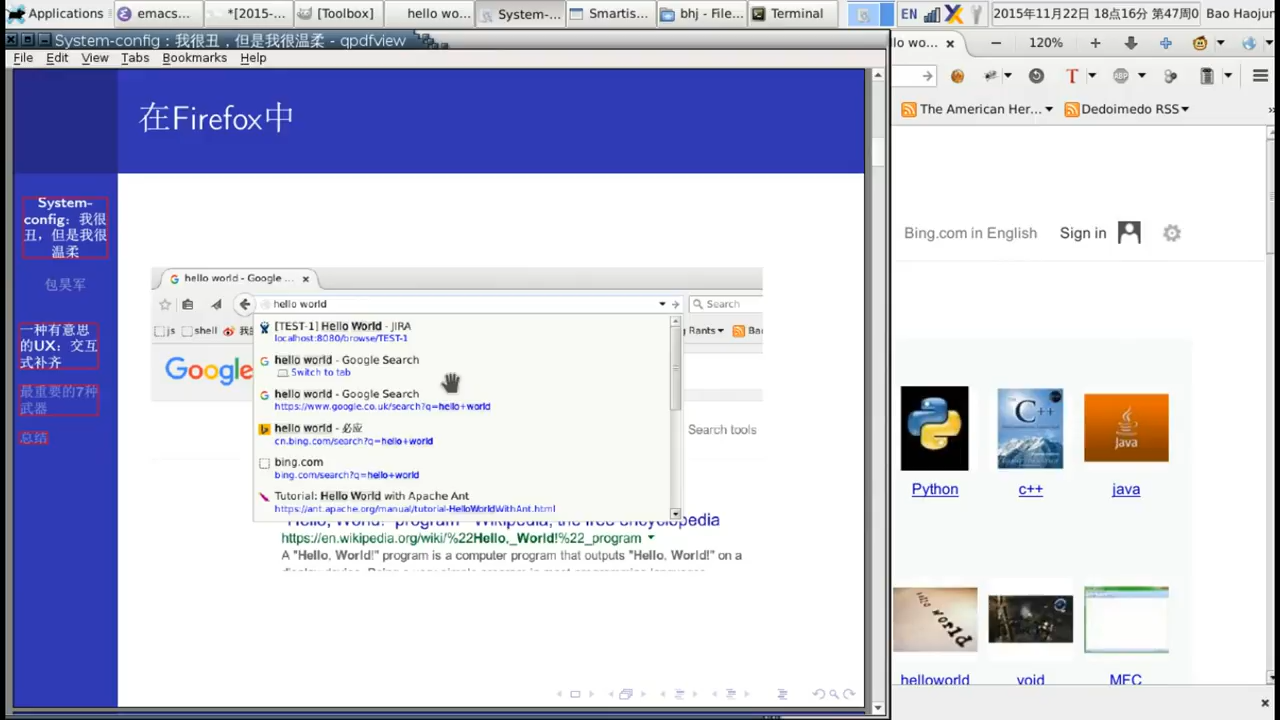 Applications
emacs...
*[2015-...
[Toolbox]
hello wo...
System-...
Smartis...
bhj - File...
Terminal
EN
2015年11月22日 18点16分 第47周0
Bao Haojun
System-config：我很丑，但是我很温柔 - qpdfview
File Edit View Tabs Bookmarks Help
在Firefox中
System-
config：我很
丑，但是我很
温柔
包昊军
一种有意思
的UX：交互
式补齐
最重要的7种
武器
总结
hello world - Google ...
hello world
Search
js
shell
Rants
Google
[TEST-1] Hello World - JIRA
localhost:8080/browse/TEST-1
hello world - Google Search
Switch to tab
hello world - Google Search
https://www.google.co.uk/search?q=hello+world
hello world - 必应
cn.bing.com/search?q=hello+world
bing.com
bing.com/search?q=hello+world
Tutorial: Hello World with Apache Ant
https://ant.apache.org/manual/tutorial-HelloWorldWithAnt.html
Search tools
"Hello, World!" program - Wikipedia, the free encyclopedia
https://en.wikipedia.org/wiki/%22Hello,_World!%22_program
A "Hello, World!" program is a computer program that outputs "Hello, World!" on a
llo wo...
120%
ABP
The American Her...
Dedoimedo RSS
Bing.com in English
Sign in
Python
C++
Java
Python
c++
java
hello world
helloworld
void
MFC